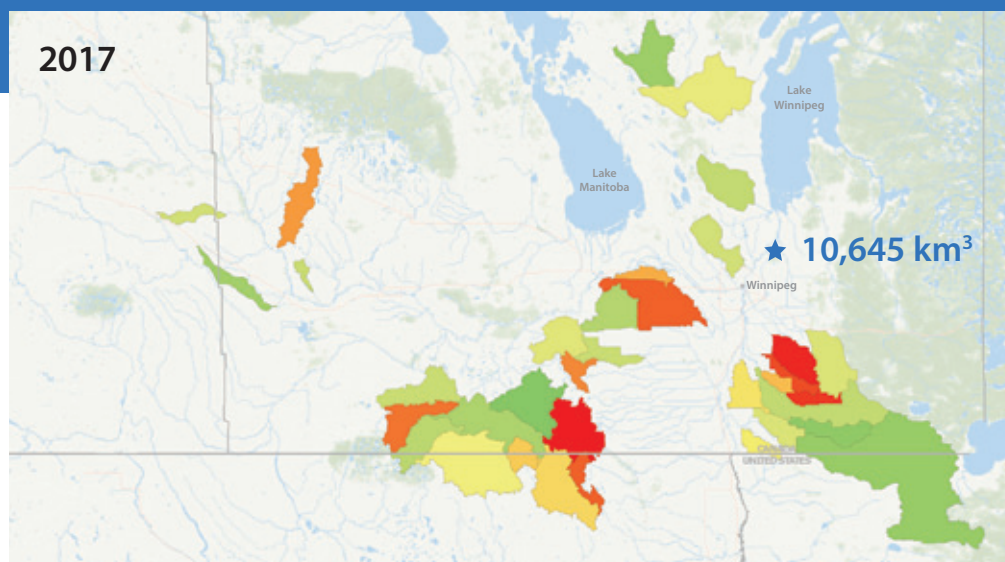 2017
Lake
Winnipeg
Lake
Manitoba
★ 10,645 km³
Winnipeg
CANADA
UNITED STATES